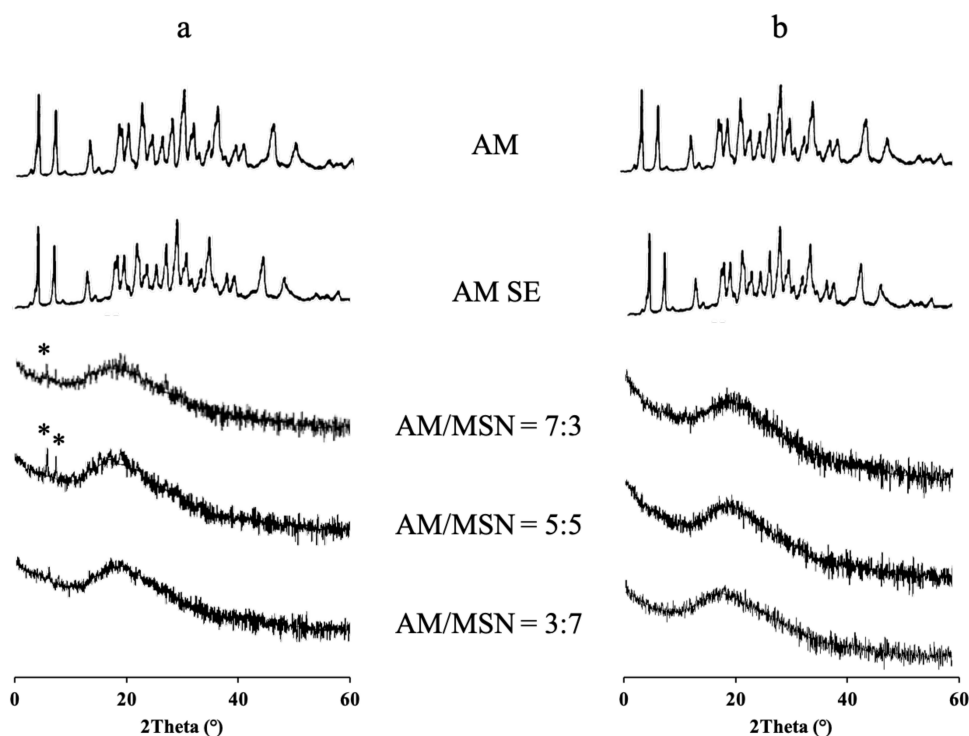 a b
AM
AM SE
*
AM/MSN = 7:3
* *
AM/MSN = 5:5
AM/MSN = 3:7
0 20 40 60 0 20 40 60
2Theta (°) 2Theta (°)